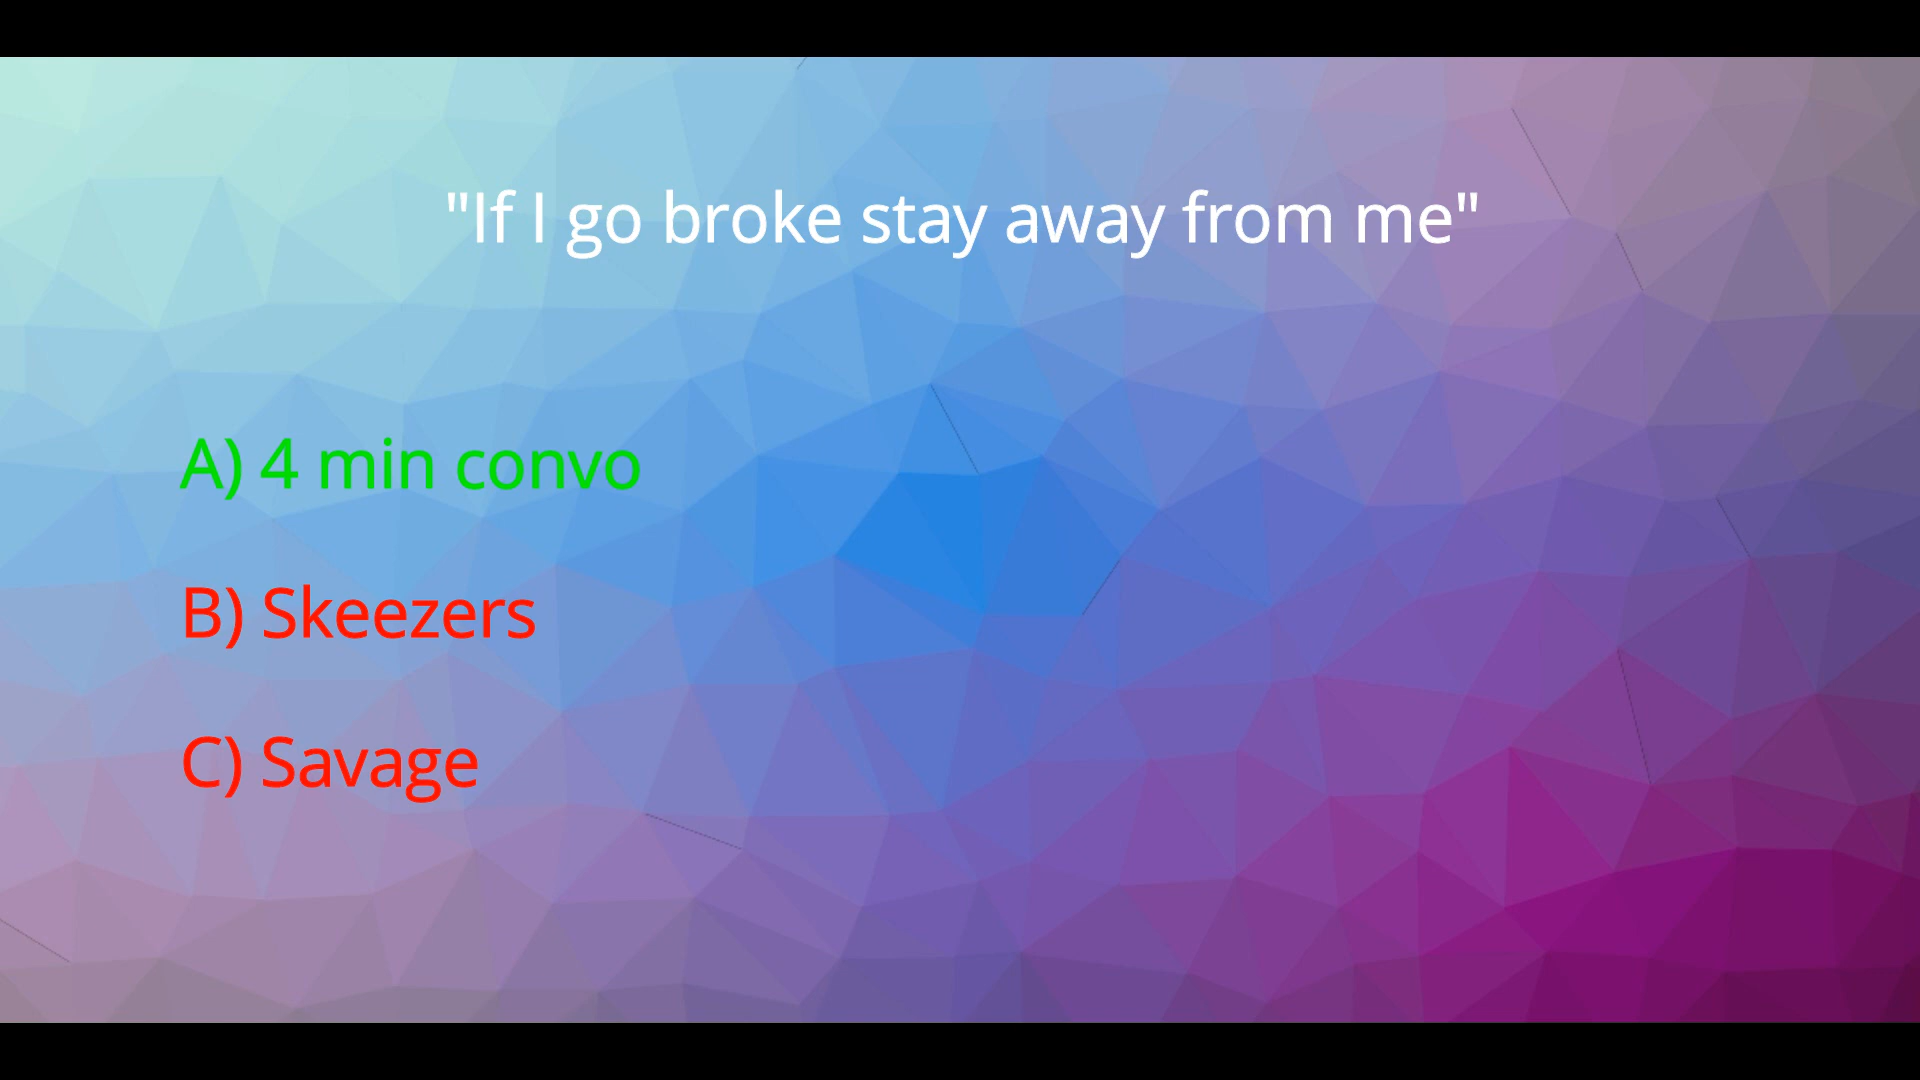 "If I go broke stay away from me"
A) 4 min convo
B) Skeezers
C) Savage